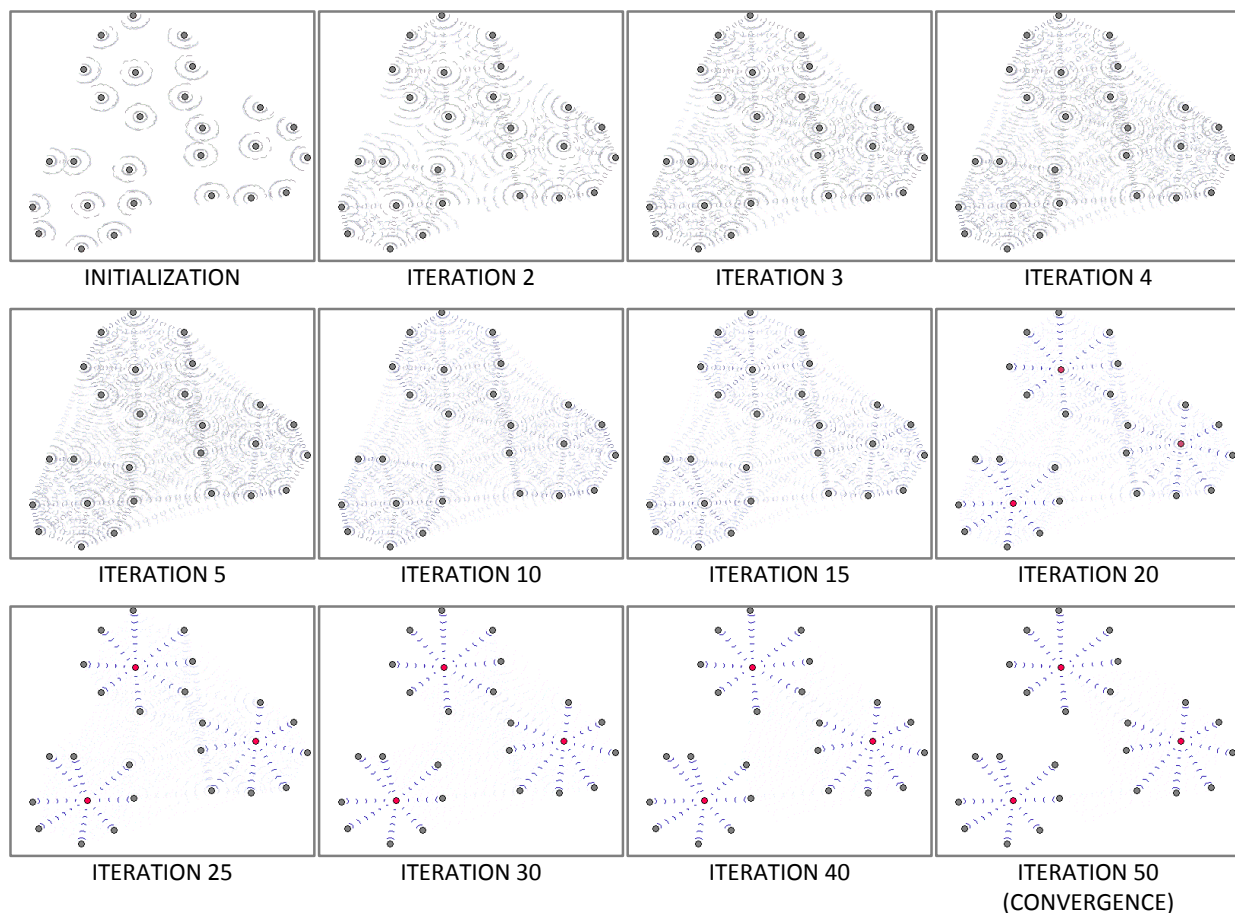 INITIALIZATION
ITERATION 2
ITERATION 3
ITERATION 4
ITERATION 5
ITERATION 10
ITERATION 15
ITERATION 20
ITERATION 25
ITERATION 30
ITERATION 40
ITERATION 50
(CONVERGENCE)